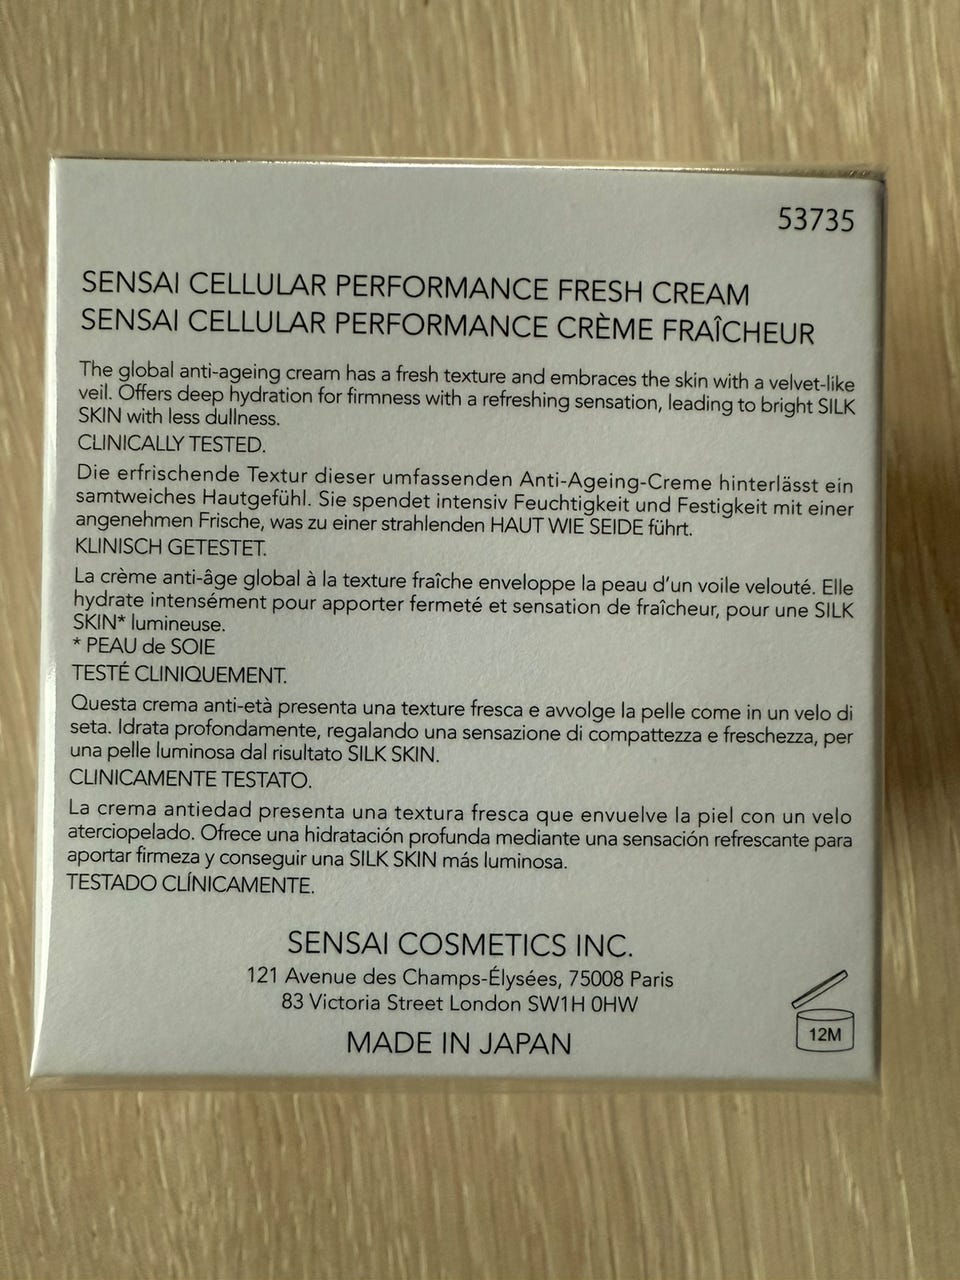 53735
SENSAI CELLULAR PERFORMANCE FRESH CREAM
SENSAI CELLULAR PERFORMANCE CRÈME FRAÎCHEUR
The global anti-ageing cream has a fresh texture and embraces the skin with a velvet-like
veil. Offers deep hydration for firmness with a refreshing sensation, leading to bright SILK
SKIN with less dullness.
CLINICALLY TESTED.
Die erfrischende Textur dieser umfassenden Anti-Ageing-Creme hinterlässt ein
samtweiches Hautgefühl. Sie spendet intensiv Feuchtigkeit und Festigkeit mit einer
angenehmen Frische, was zu einer strahlenden HAUT WIE SEIDE führt.
KLINISCH GETESTET.
La crème anti-âge global à la texture fraîche enveloppe la peau d'un voile velouté. Elle
hydrate intensément pour apporter fermeté et sensation de fraîcheur, pour une SILK
SKIN* lumineuse.
* PEAU de SOIE
TESTÉ CLINIQUEMENT.
Questa crema anti-età presenta una texture fresca e avvolge la pelle come in un velo di
seta. Idrata profondamente, regalando una sensazione di compattezza e freschezza, per
una pelle luminosa dal risultato SILK SKIN.
CLINICAMENTE TESTATO.
La crema antiedad presenta una textura fresca que envuelve la piel con un velo
aterciopelado. Ofrece una hidratación profunda mediante una sensación refrescante para
aportar firmeza y conseguir una SILK SKIN más luminosa.
TESTADO CLÍNICAMENTE.
SENSAI COSMETICS INC.
121 Avenue des Champs-Élysées, 75008 Paris
83 Victoria Street London SW1H 0HW
MADE IN JAPAN
12M